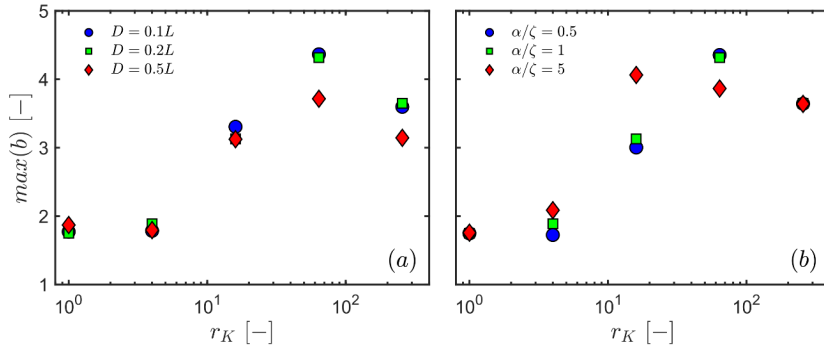 5
4
3
2
1
max(b) [−]
D = 0.1L
D = 0.2L
D = 0.5L
(a)
10^0
10^1
10^2
r_K [−]
α/ζ = 0.5
α/ζ = 1
α/ζ = 5
(b)
10^0
10^1
10^2
r_K [−]